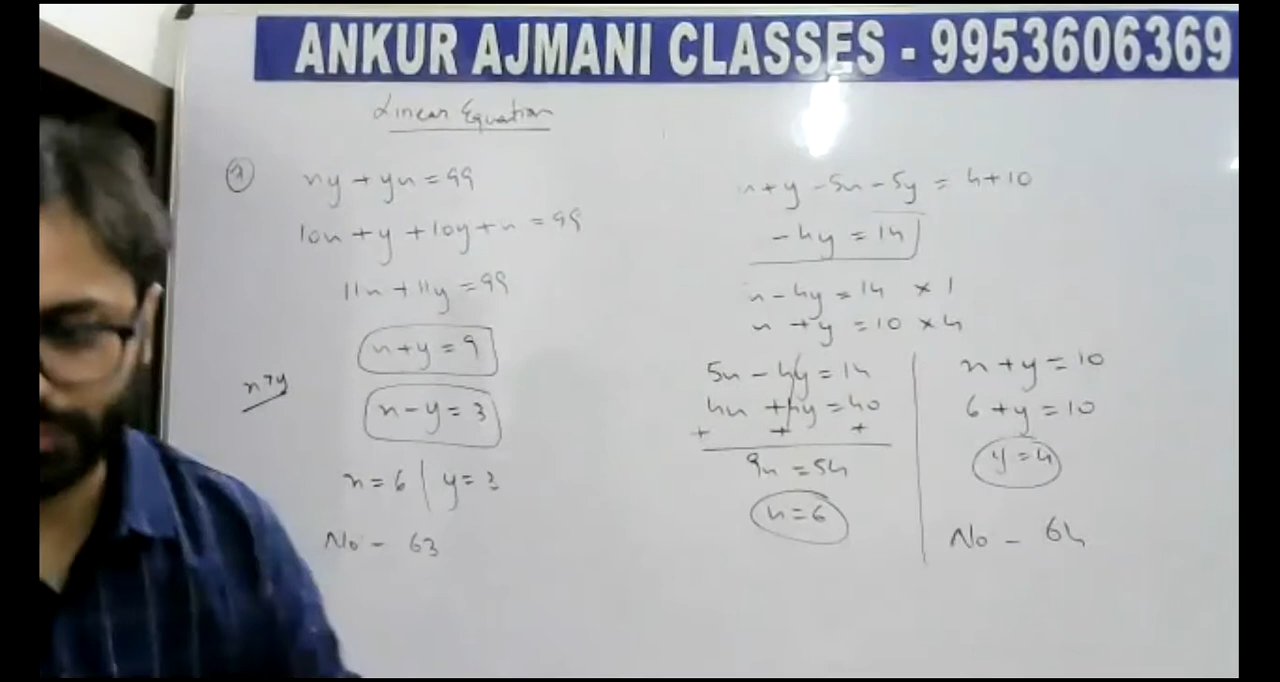 ANKUR AJMANI CLASSES - 9953606369
Linear Equation
xy + yx = 99
10x + y + 10y + x = 99
11x + 11y = 99
x + y = 9
x > y
x - y = 3
x = 6 | y = 3
No - 63
x + y - 5x - 5y = 4 + 10
- 4y = 14
x - 4y = 14 × 1
x + y = 10 × 4
5x - 4y = 14
4x + 4y = 40
+ + +
9x = 54
x = 6
x + y = 10
6 + y = 10
y = 4
No - 64